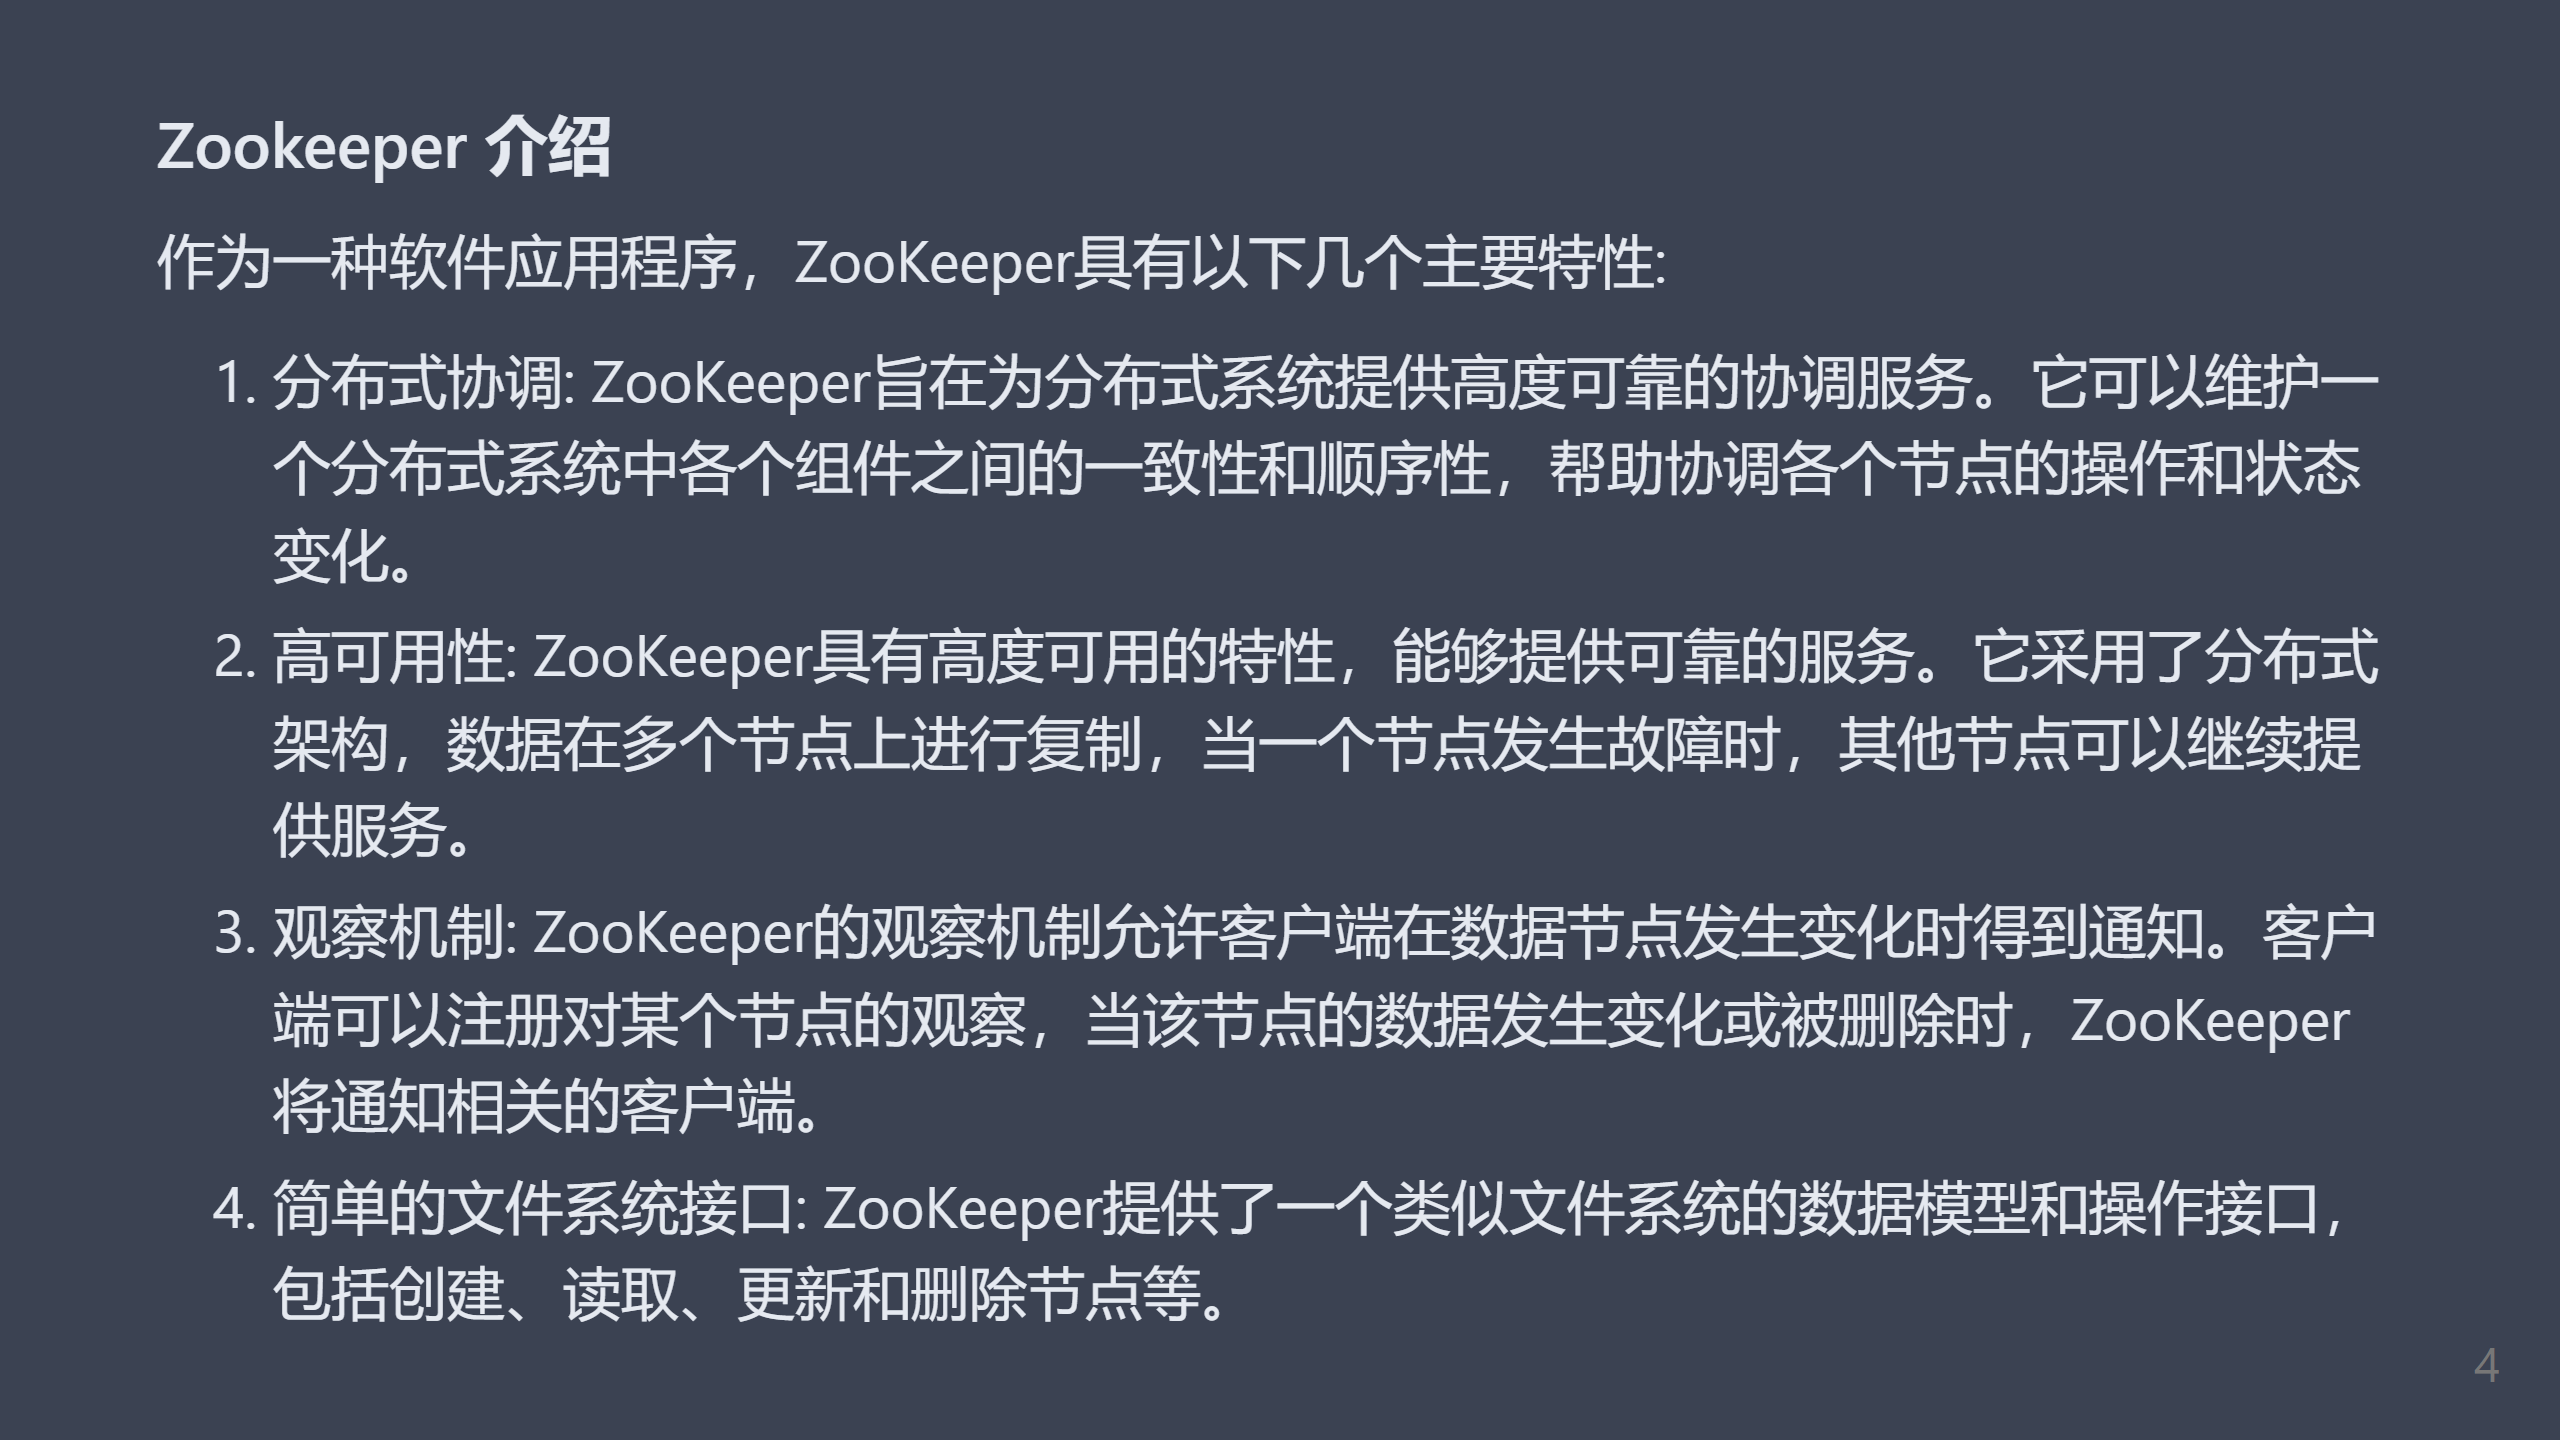 Zookeeper 介绍
作为一种软件应用程序，ZooKeeper具有以下几个主要特性:
1. 分布式协调: ZooKeeper旨在为分布式系统提供高度可靠的协调服务。它可以维护一
个分布式系统中各个组件之间的一致性和顺序性，帮助协调各个节点的操作和状态
变化。
2. 高可用性: ZooKeeper具有高度可用的特性，能够提供可靠的服务。它采用了分布式
架构，数据在多个节点上进行复制，当一个节点发生故障时，其他节点可以继续提
供服务。
3. 观察机制: ZooKeeper的观察机制允许客户端在数据节点发生变化时得到通知。客户
端可以注册对某个节点的观察，当该节点的数据发生变化或被删除时，ZooKeeper
将通知相关的客户端。
4. 简单的文件系统接口: ZooKeeper提供了一个类似文件系统的数据模型和操作接口，
包括创建、读取、更新和删除节点等。
4